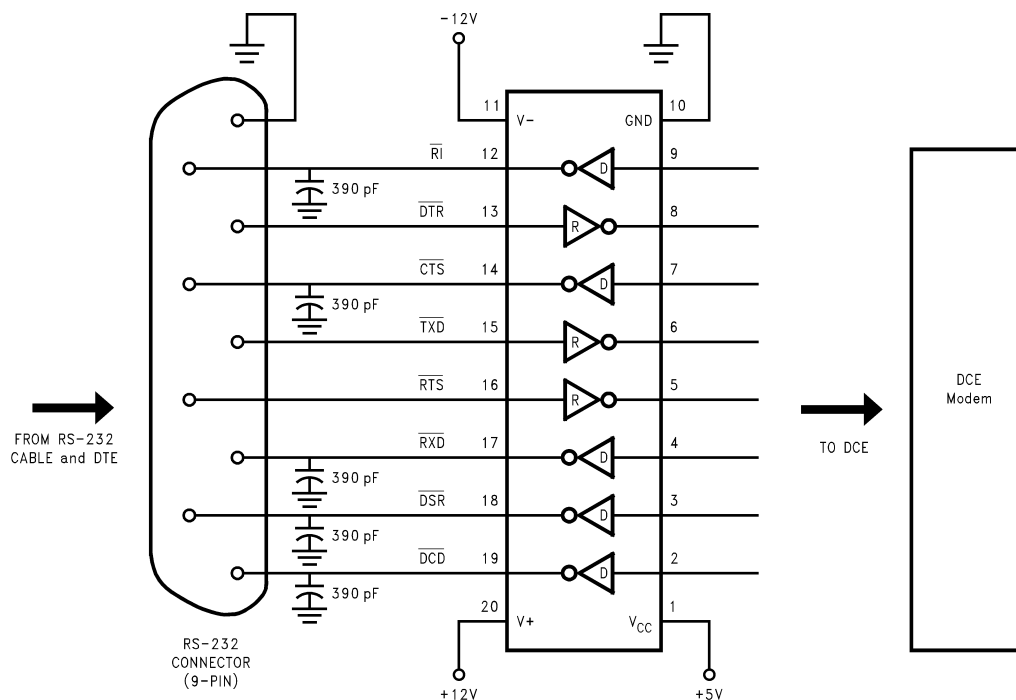 -12V
11
10
V-
GND
RI
12
D
9
390 pF
DTR
13
R
8
CTS
14
D
7
390 pF
TXD
15
R
6
RTS
16
R
5
DCE
Modem
FROM RS-232
CABLE and DTE
TO DCE
RXD
17
D
4
390 pF
DSR
18
D
3
390 pF
DCD
19
D
2
390 pF
20
1
V+
VCC
RS-232
CONNECTOR
(9-PIN)
+12V
+5V